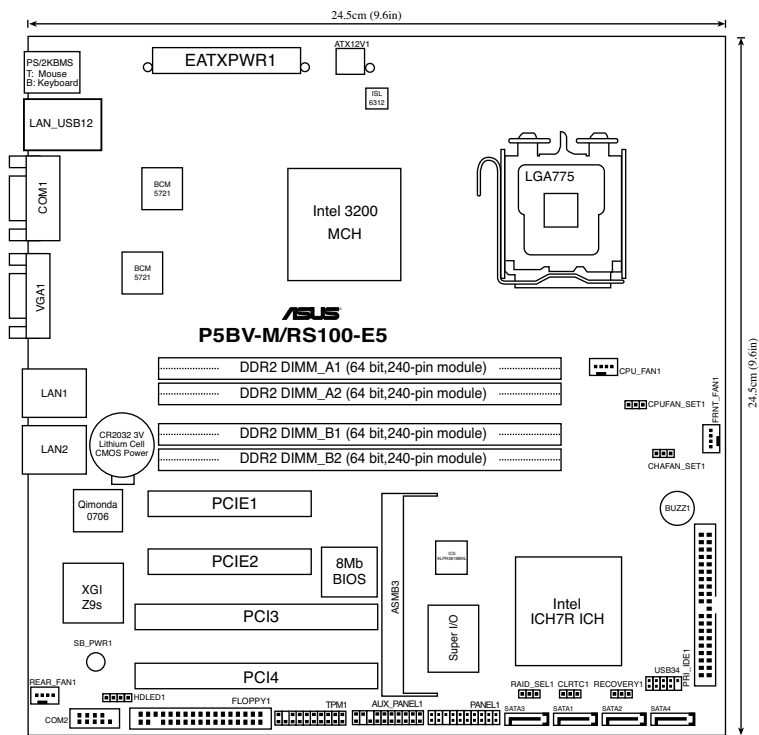 24.5cm (9.6in)
PS/2KBMS
T: Mouse
B: Keyboard
EATXPWR1
ATX12V1
ISL
6312
LAN_USB12
COM1
BCM
5721
Intel 3200
MCH
LGA775
BCM
5721
VGA1
ASUS
P5BV-M/RS100-E5
24.5cm (9.6in)
DDR2 DIMM_A1 (64 bit,240-pin module)
DDR2 DIMM_A2 (64 bit,240-pin module)
DDR2 DIMM_B1 (64 bit,240-pin module)
DDR2 DIMM_B2 (64 bit,240-pin module)
CPU_FAN1
CPUFAN_SET1
FRNT_FAN1
CHAFAN_SET1
LAN1
LAN2
CR2032 3V
Lithium Cell
CMOS Power
Qimonda
0706
PCIE1
BUZZ1
PCIE2
8Mb
BIOS
ASMB3
ICS
XGI
Z9s
PCI3
Super I/O
Intel
ICH7R ICH
PRI_IDE1
SB_PWR1
PCI4
USB34
REAR_FAN1
HDLED1
RAID_SEL1
CLRTC1
RECOVERY1
COM2
FLOPPY1
TPM1
AUX_PANEL1
PANEL1
SATA3
SATA1
SATA2
SATA4